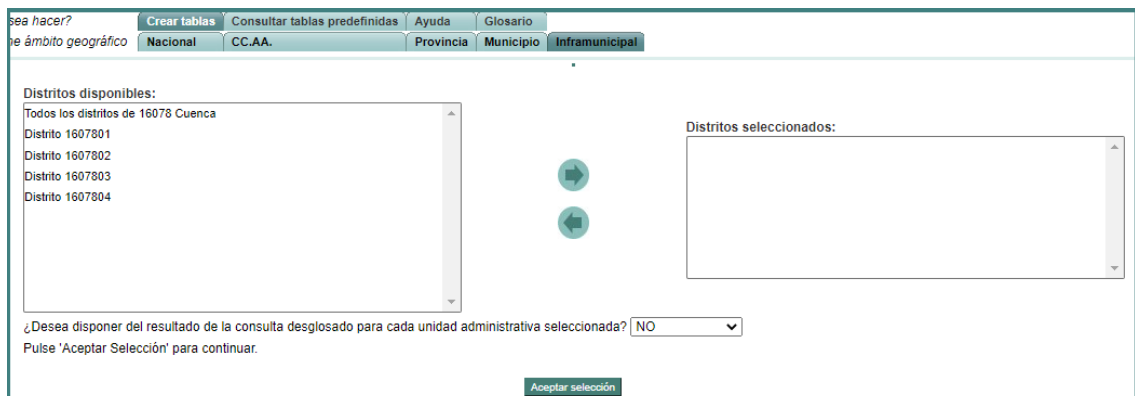 sea hacer? Crear tablas Consultar tablas predefinidas Ayuda Glosario
ne ámbito geográfico Nacional CC.AA. Provincia Municipio Inframunicipal
Distritos disponibles:
Todos los distritos de 16078 Cuenca
Distrito 1607801
Distrito 1607802
Distrito 1607803
Distrito 1607804
Distritos seleccionados:
¿Desea disponer del resultado de la consulta desglosado para cada unidad administrativa seleccionada? NO
Pulse 'Aceptar Selección' para continuar.
Aceptar selección